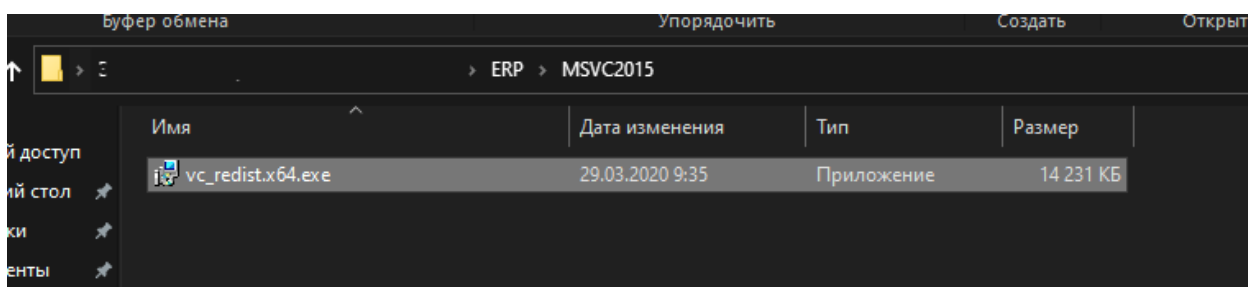 Буфер обмена Упорядочить Создать Открыт
ERP > MSVC2015
Имя Дата изменения Тип Размер
й доступ
vc_redist.x64.exe 29.03.2020 9:35 Приложение 14 231 КБ
ий стол
ки
енты